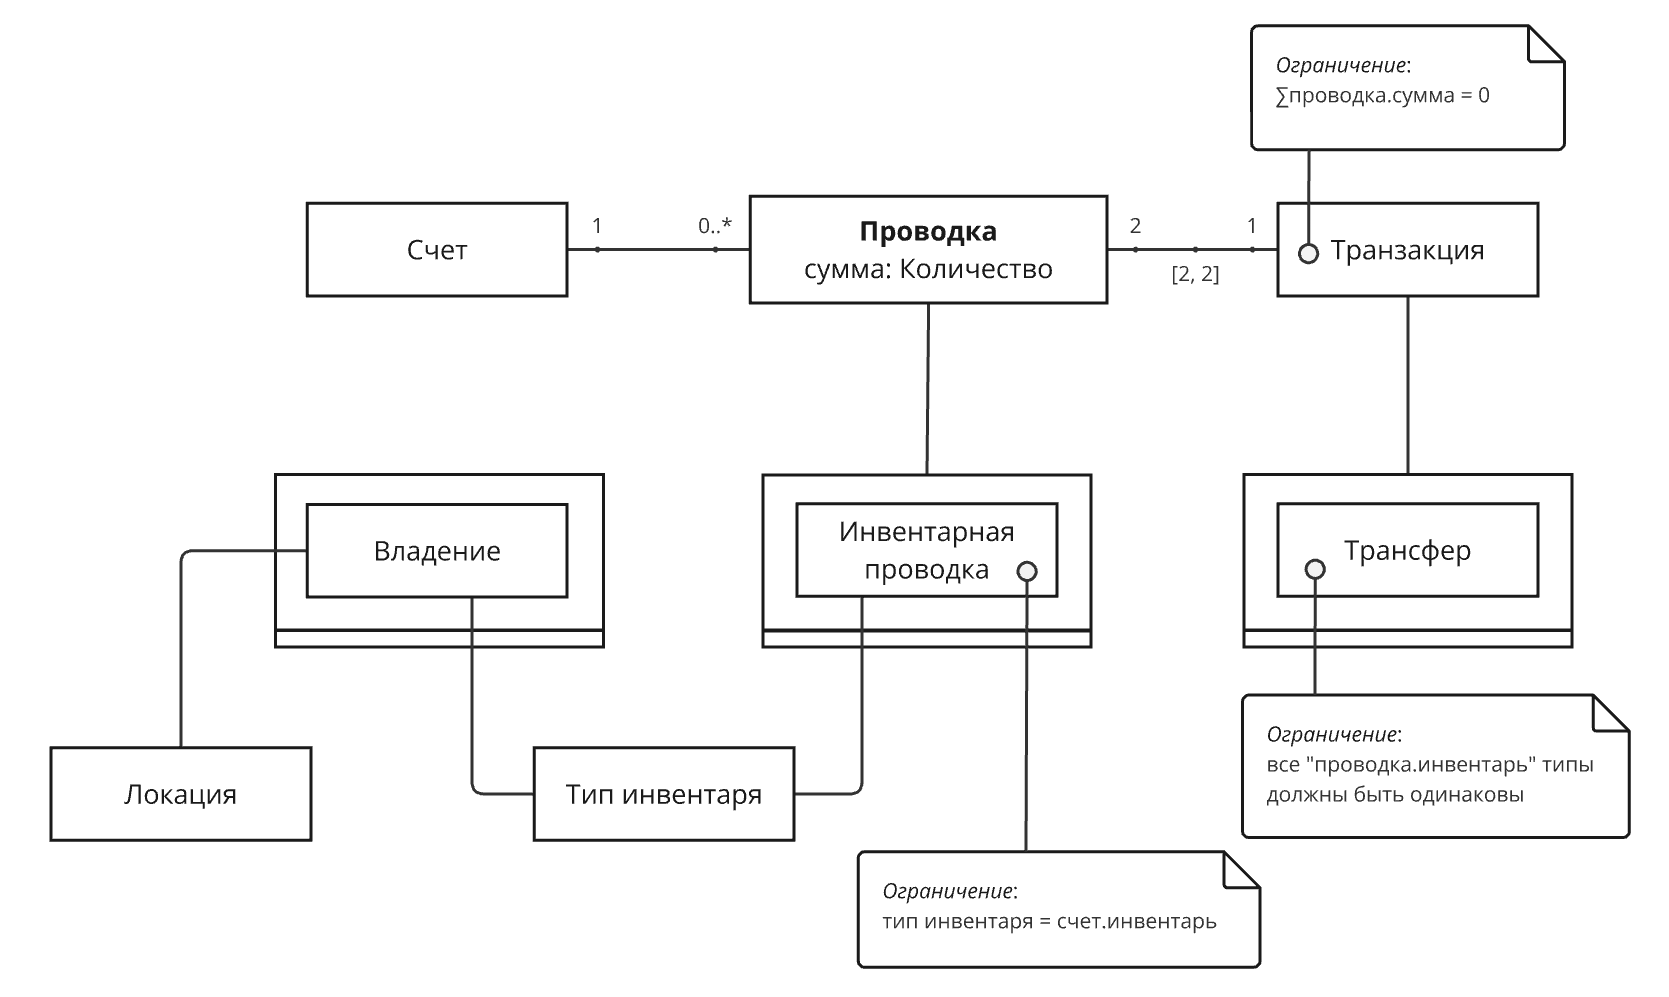 Ограничение:
∑проводка.сумма = 0
1
0..*
2
1
Счет
Проводка
сумма: Количество
Транзакция
[2, 2]
Владение
Инвентарная
проводка
Трансфер
Ограничение:
все "проводка.инвентарь" типы
должны быть одинаковы
Локация
Тип инвентаря
Ограничение:
тип инвентаря = счет.инвентарь